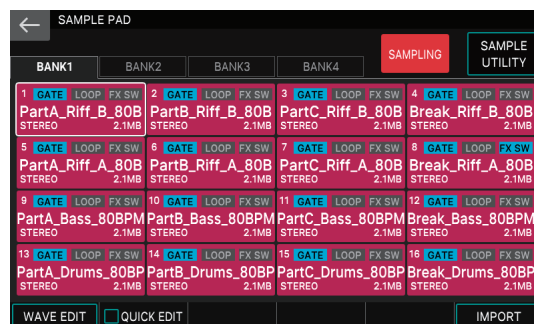 SAMPLE PAD
BANK1 BANK2 BANK3 BANK4 SAMPLING SAMPLE UTILITY
1 GATE LOOP FX SW 2 GATE LOOP FX SW 3 GATE LOOP FX SW 4 GATE LOOP FX SW
PartA_Riff_B_80B PartB_Riff_B_80B PartC_Riff_B_80B Break_Riff_B_80B
STEREO 2.1MB STEREO 2.1MB STEREO 2.1MB STEREO 2.1MB
5 GATE LOOP FX SW 6 GATE LOOP FX SW 7 GATE LOOP FX SW 8 GATE LOOP FX SW
PartA_Riff_A_80B PartB_Riff_A_80B PartC_Riff_A_80B Break_Riff_A_80B
STEREO 2.1MB STEREO 2.1MB STEREO 2.1MB STEREO 2.1MB
9 GATE LOOP FX SW 10 GATE LOOP FX SW 11 GATE LOOP FX SW 12 GATE LOOP FX SW
PartA_Bass_80BPM PartB_Bass_80BPM PartC_Bass_80BPM Break_Bass_80BPM
STEREO 2.1MB STEREO 2.1MB STEREO 2.1MB STEREO 2.1MB
13 GATE LOOP FX SW 14 GATE LOOP FX SW 15 GATE LOOP FX SW 16 GATE LOOP FX SW
PartA_Drums_80BP PartB_Drums_80BP PartC_Drums_80BP Break_Drums_80BP
STEREO 2.1MB STEREO 2.1MB STEREO 2.1MB STEREO 2.1MB
WAVE EDIT QUICK EDIT IMPORT